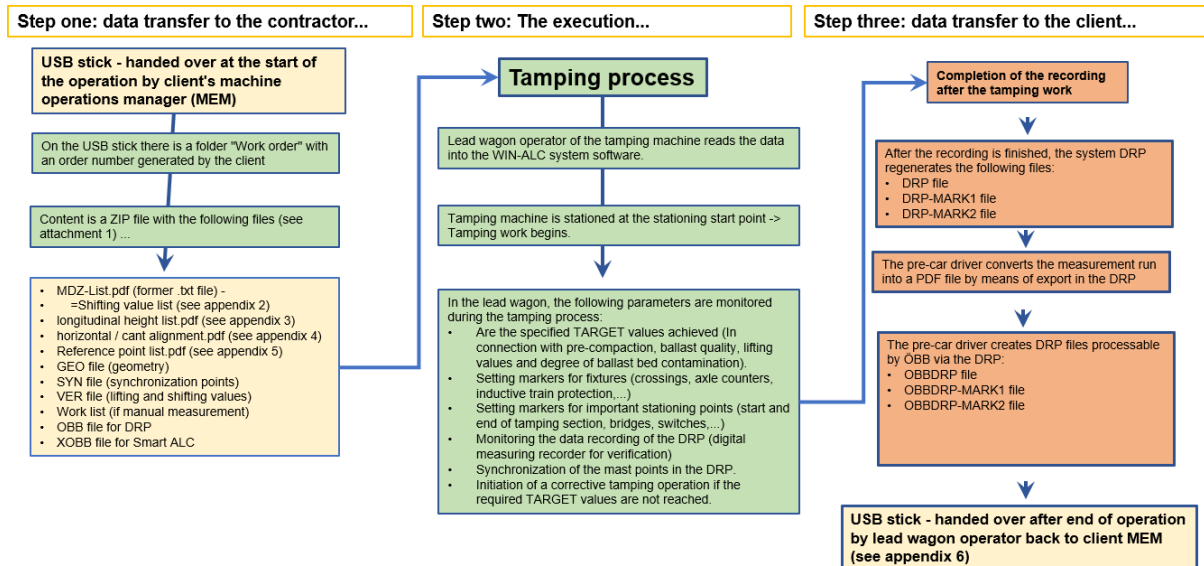 Step one: data transfer to the contractor...
USB stick - handed over at the start of
the operation by client's machine
operations manager (MEM)
On the USB stick there is a folder "Work order" with
an order number generated by the client
Content is a ZIP file with the following files (see
attachment 1) ...
• MDZ-List.pdf (former .txt file) -
• =Shifting value list (see appendix 2)
• longitudinal height list.pdf (see appendix 3)
• horizontal / cant alignment.pdf (see appendix 4)
• Reference point list.pdf (see appendix 5)
• GEO file (geometry)
• SYN file (synchronization points)
• VER file (lifting and shifting values)
• Work list (if manual measurement)
• OBB file for DRP
• XOBB file for Smart ALC
Step two: The execution...
Tamping process
Lead wagon operator of the tamping machine reads the data
into the WIN-ALC system software.
Tamping machine is stationed at the stationing start point ->
Tamping work begins.
In the lead wagon, the following parameters are monitored
during the tamping process:
• Are the specified TARGET values achieved (In
connection with pre-compaction, ballast quality, lifting
values and degree of ballast bed contamination).
• Setting markers for fixtures (crossings, axle counters,
inductive train protection,...)
• Setting markers for important stationing points (start and
end of tamping section, bridges, switches,...)
• Monitoring the data recording of the DRP (digital
measuring recorder for verification)
• Synchronization of the mast points in the DRP.
• Initiation of a corrective tamping operation if the
required TARGET values are not reached.
Step three: data transfer to the client...
Completion of the recording
after the tamping work
After the recording is finished, the system DRP
regenerates the following files:
• DRP file
• DRP-MARK1 file
• DRP-MARK2 file
The pre-car driver converts the measurement run
into a PDF file by means of export in the DRP
The pre-car driver creates DRP files processable
by ÖBB via the DRP:
• OBBDRP file
• OBBDRP-MARK1 file
• OBBDRP-MARK2 file
USB stick - handed over after end of operation
by lead wagon operator back to client MEM
(see appendix 6)